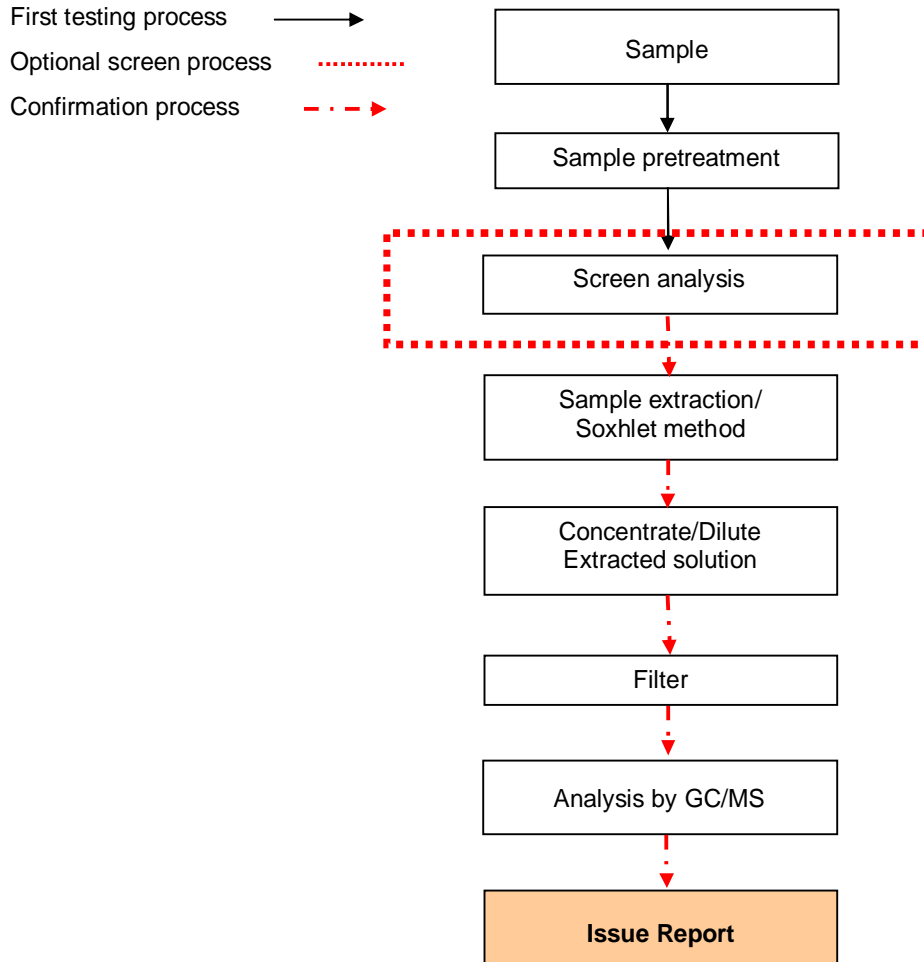 First testing process
Optional screen process
Confirmation process
Sample
Sample pretreatment
Screen analysis
Sample extraction/
Soxhlet method
Concentrate/Dilute
Extracted solution
Filter
Analysis by GC/MS
Issue Report